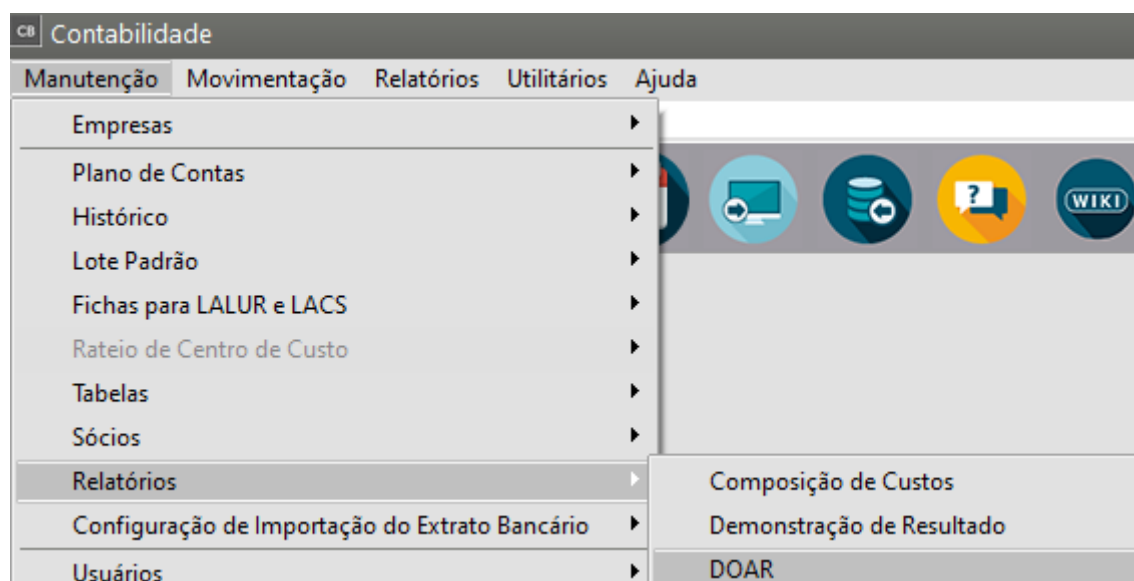 CB Contabilidade
Manutenção Movimentação Relatórios Utilitários Ajuda
Empresas
Plano de Contas
Histórico
WIKI
Lote Padrão
Fichas para LALUR e LACS
Rateio de Centro de Custo
Tabelas
Sócios
Relatórios
Composição de Custos
Configuração de Importação do Extrato Bancário
Demonstração de Resultado
Usuários
DOAR